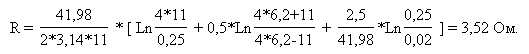 R = 41,98 / 2*3,14*11 * [ Ln 4*11 / 0,25 + 0,5*Ln 4*6,2+11 / 4*6,2-11 + 2,5 / 41,98 *Ln 0,25 / 0,02 ] = 3,52 Ом.